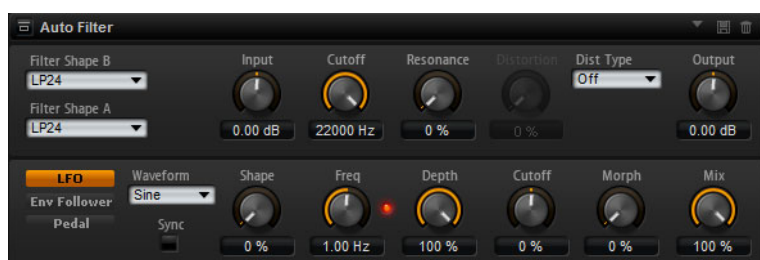 Auto Filter
Filter Shape B
LP24
Filter Shape A
LP24
Input
0.00 dB
Cutoff
22000 Hz
Resonance
0 %
Distortion
0 %
Dist Type
Off
Output
0.00 dB
LFO
Env Follower
Pedal
Waveform
Sine
Sync
Shape
0 %
Freq
1.00 Hz
Depth
100 %
Cutoff
0 %
Morph
0 %
Mix
100 %